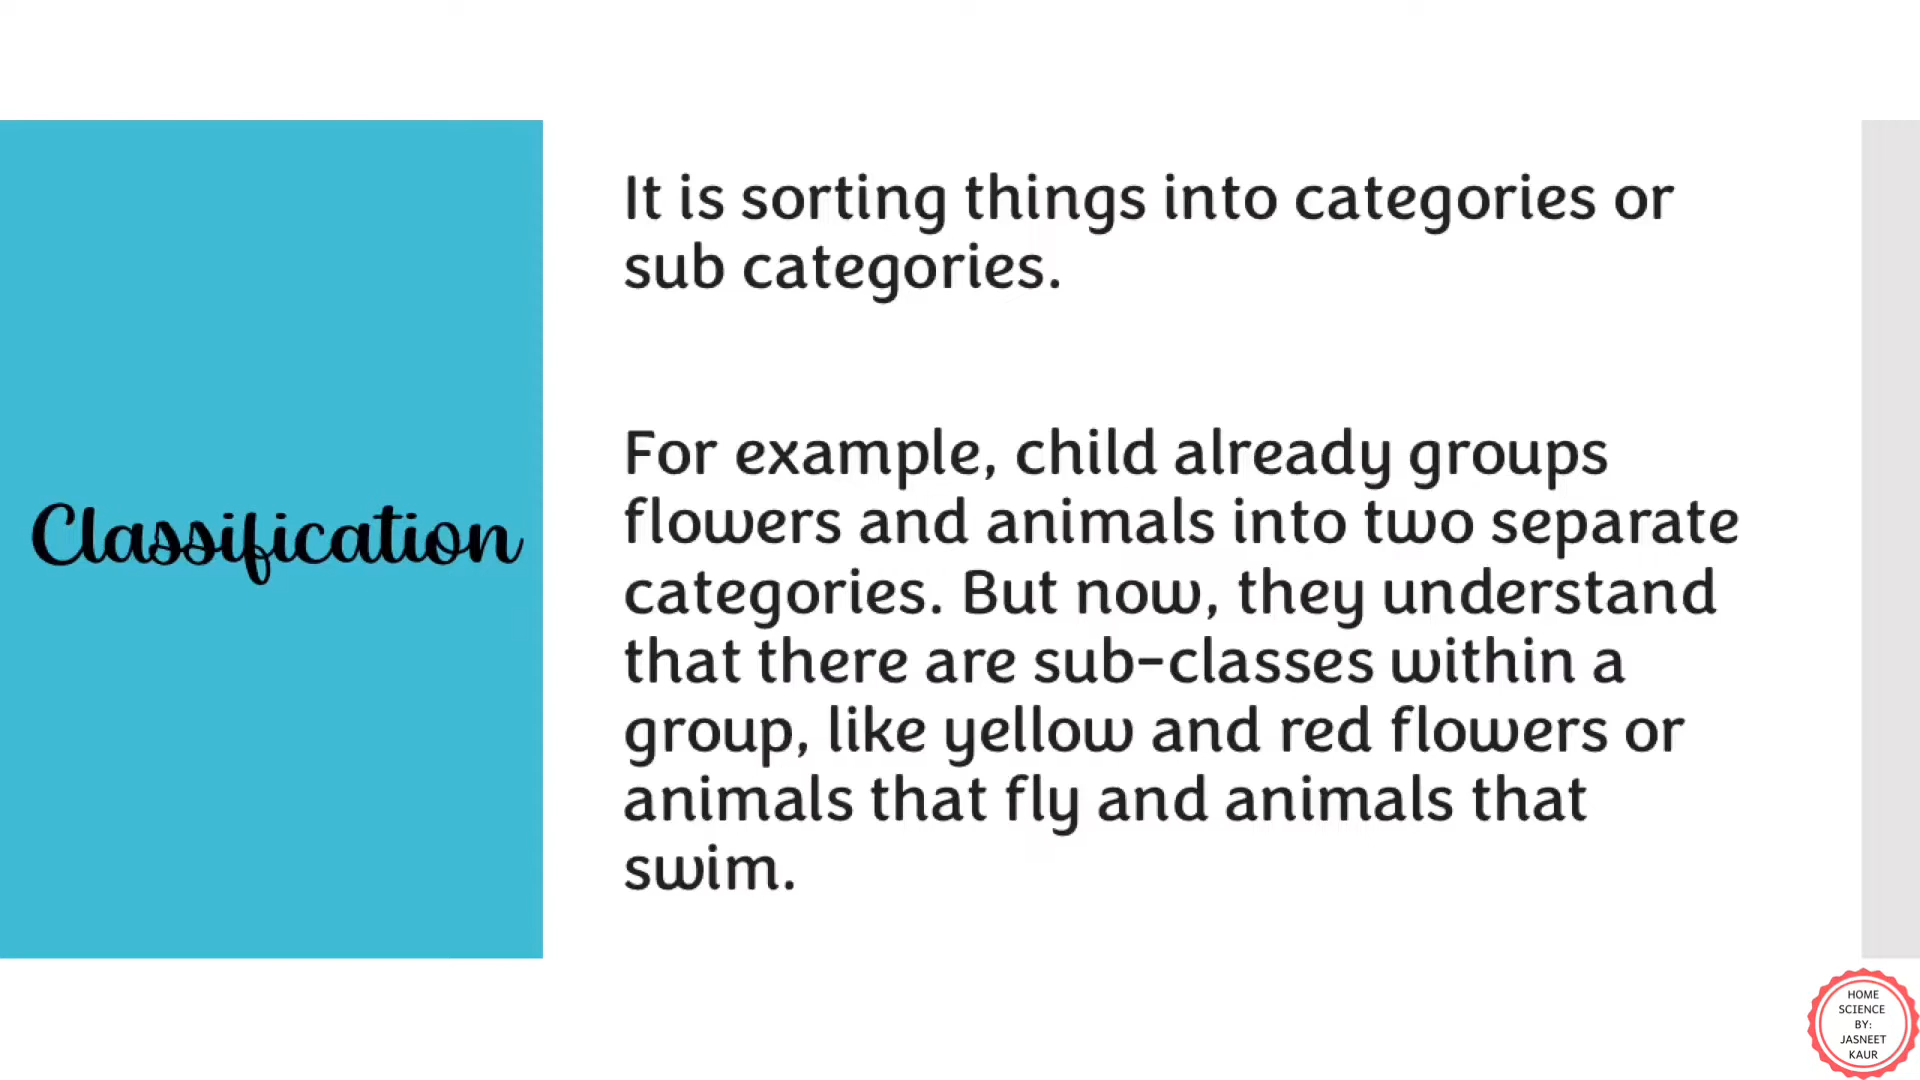 Classification
It is sorting things into categories or
sub categories.
For example, child already groups
flowers and animals into two separate
categories. But now, they understand
that there are sub-classes within a
group, like yellow and red flowers or
animals that fly and animals that
swim.
HOME
SCIENCE
BY:
JASNEET
KAUR